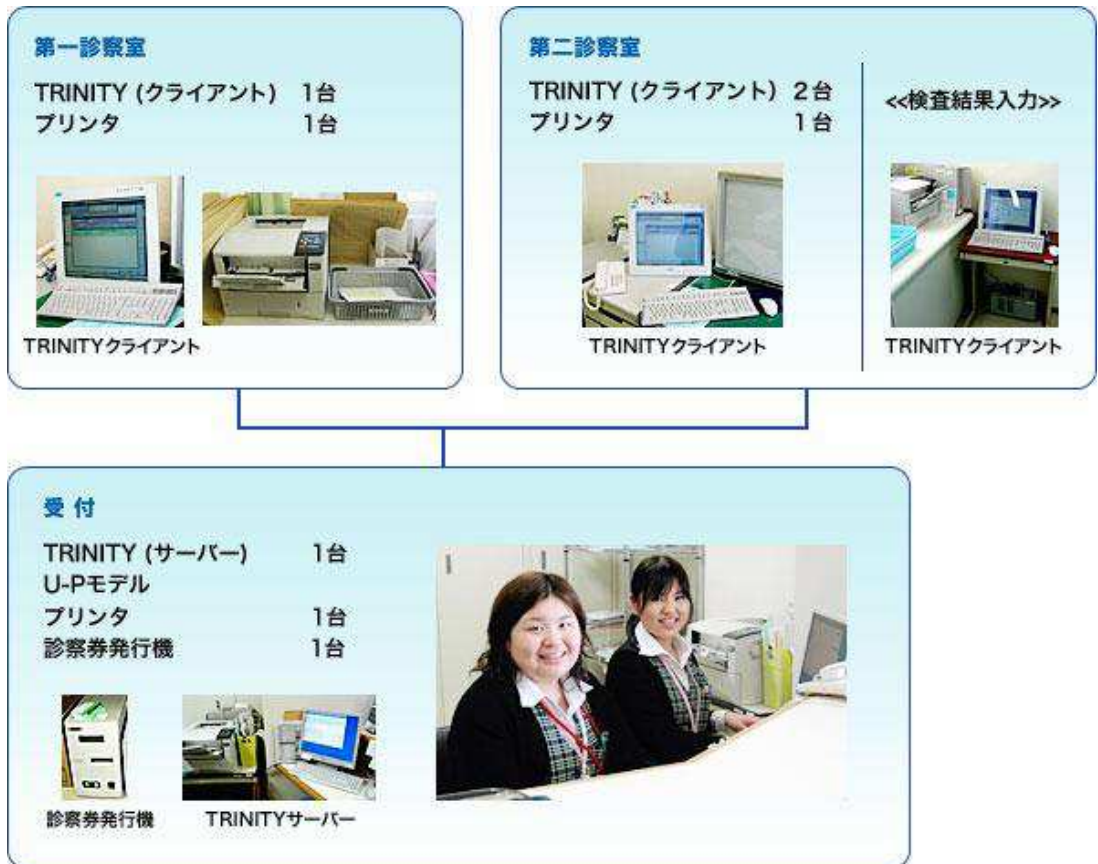 第一診察室
TRINITY (クライアント) 1台
プリンタ 1台
TRINITYクライアント
第二診察室
TRINITY (クライアント) 2台
プリンタ 1台
<<検査結果入力>>
TRINITYクライアント
TRINITYクライアント
受付
TRINITY (サーバー) 1台
U-Pモデル
プリンタ 1台
診察券発行機 1台
診察券発行機
TRINITYサーバー